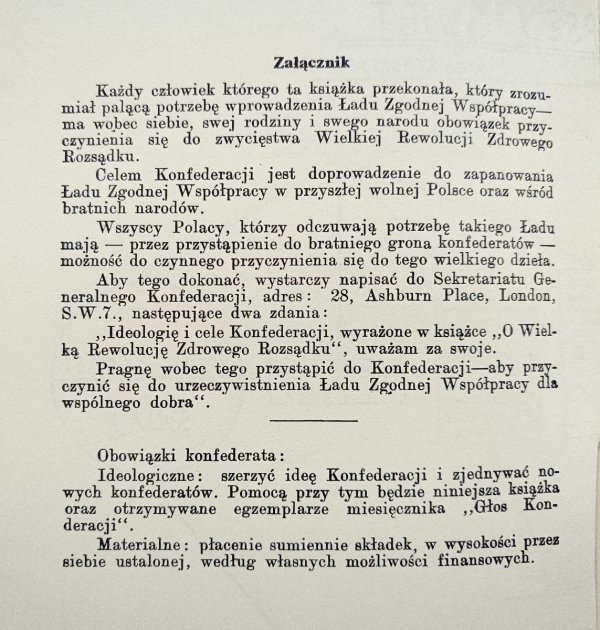 Załącznik
Każdy człowiek którego ta książka przekonała, który zrozu-
miał palącą potrzebę wprowadzenia Ładu Zgodnej Współpracy—
ma wobec siebie, swej rodziny i swego narodu obowiązek przy-
czynienia się do zwycięstwa Wielkiej Rewolucji Zdrowego
Rozsądku.
Celem Konfederacji jest doprowadzenie do zapanowania
Ładu Zgodnej Współpracy w przyszłej wolnej Polsce oraz wśród
bratnich narodów.
Wszyscy Polacy, którzy odczuwają potrzebę takiego Ładu
mają — przez przystąpienie do bratniego grona konfederatów —
możność do czynnego przyczynienia się do tego wielkiego dzieła.
Aby tego dokonać, wystarczy napisać do Sekretariatu Ge-
neralnego Konfederacji, adres: 28, Ashburn Place, London,
S.W.7., następujące dwa zdania:
,,Ideologię i cele Konfederacji, wyrażone w książce ,,O Wiel-
ką Rewolucję Zdrowego Rozsądku“, uważam za swoje.
Pragnę wobec tego przystąpić do Konfederacji—aby przy-
czynić się do urzeczywistnienia Ładu Zgodnej Współpracy dla
wspólnego dobra“.
Obowiązki konfederata:
Ideologiczne: szerzyć ideę Konfederacji i zjednywać no-
wych konfederatów. Pomocą przy tym będzie niniejsza książka
oraz otrzymywane egzemplarze miesięcznika ,,Głos Kon-
deracji“.
Materialne: płacenie sumiennie składek, w wysokości przez
siebie ustalonej, według własnych możliwości finansowych.